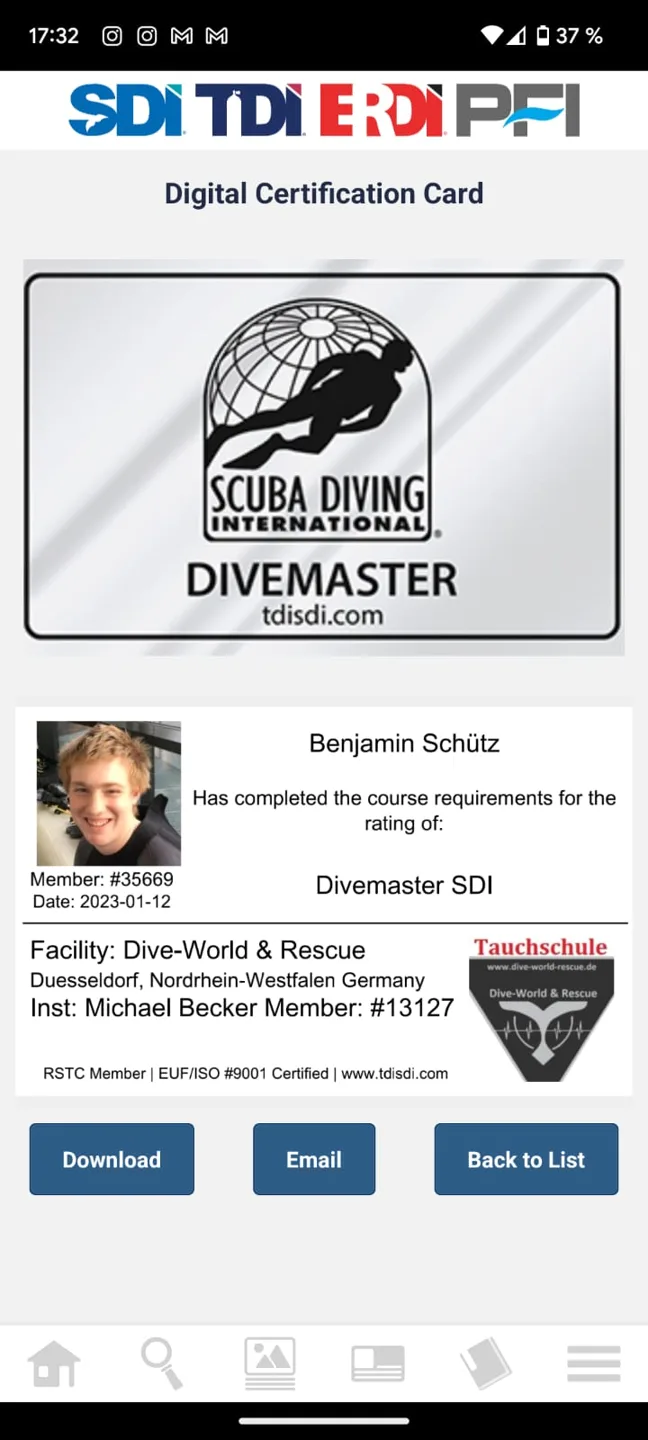 17:32
37 %
SDI TDI ERDI PFI
Digital Certification Card
SCUBA DIVING
INTERNATIONAL®
DIVEMASTER
tdisdi.com
Benjamin Schütz
Has completed the course requirements for the
rating of:
Member: #35669
Date: 2023-01-12
Divemaster SDI
Facility: Dive-World & Rescue
Duesseldorf, Nordrhein-Westfalen Germany
Inst: Michael Becker Member: #13127
Tauchschule
www.dive-world-rescue.de
Dive-World & Rescue
RSTC Member | EUF/ISO #9001 Certified | www.tdisdi.com
Download
Email
Back to List